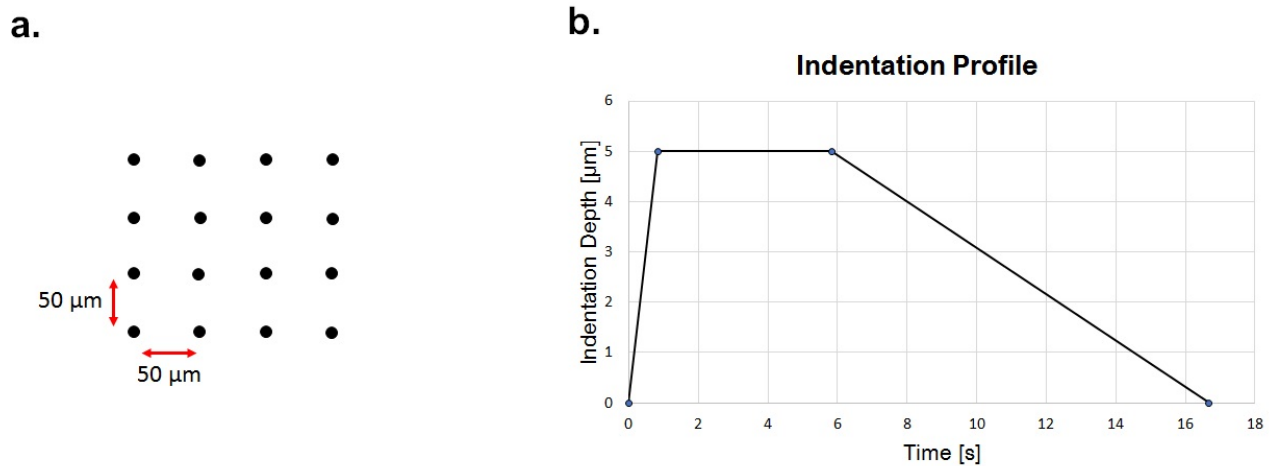 a.
50 µm
50 µm
b.
Indentation Profile
Indentation Depth [µm]
6
5
4
3
2
1
0
0 2 4 6 8 10 12 14 16 18
Time [s]